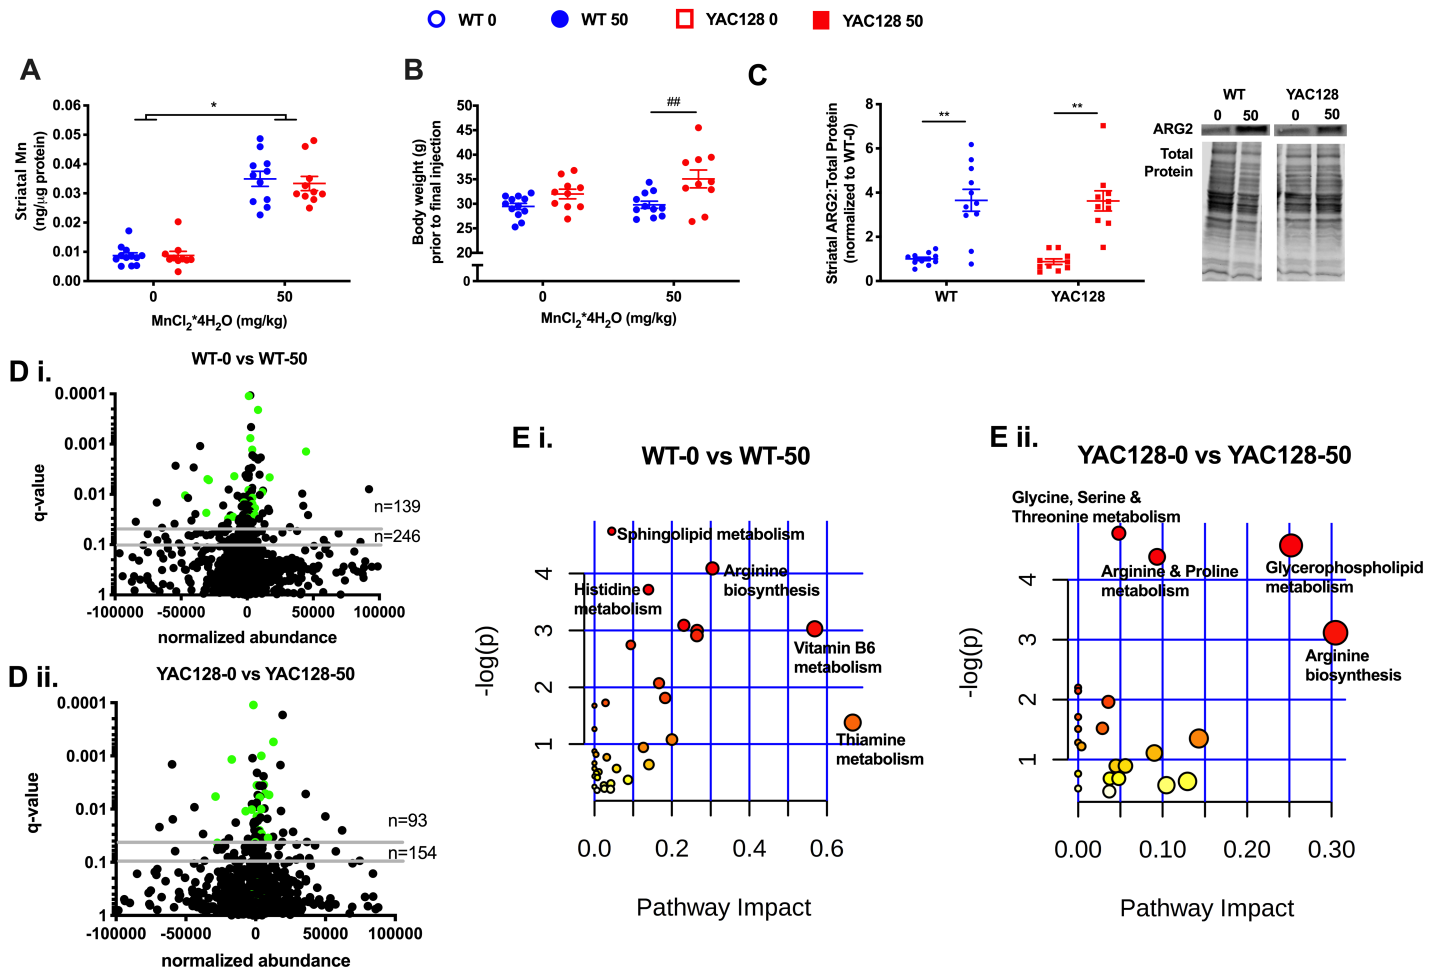 WT 0
WT 50
YAC128 0
YAC128 50
A
Striatal Mn
(ng/µug protein)
0.06
0.05
0.04
0.03
0.02
0.01
0.00
*
0
50
MnCl2*4H2O (mg/kg)
B
Body weight (g)
prior to final injection
50
45
40
35
30
25
20
0
##
0
50
MnCl2*4H2O (mg/kg)
C
Striatal ARG2:Total Protein
(normalized to WT-0)
8
6
4
2
0
**
**
WT
YAC128
WT
YAC128
0
50
0
50
ARG2
Total
Protein
D i.
WT-0 vs WT-50
q-value
0.0001
0.001
0.01
0.1
1
n=139
n=246
-100000
-50000
0
50000
100000
normalized abundance
D ii.
YAC128-0 vs YAC128-50
q-value
0.0001
0.001
0.01
0.1
1
n=93
n=154
-100000
-50000
0
50000
100000
normalized abundance
E i.
WT-0 vs WT-50
-log(p)
4
3
2
1
Sphingolipid metabolism
Arginine
biosynthesis
Histidine
metabolism
Vitamin B6
metabolism
Thiamine
metabolism
0.0
0.2
0.4
0.6
Pathway Impact
E ii.
YAC128-0 vs YAC128-50
-log(p)
4
3
2
1
Glycine, Serine &
Threonine metabolism
Arginine & Proline
metabolism
Glycerophospholipid
metabolism
Arginine
biosynthesis
0.00
0.10
0.20
0.30
Pathway Impact